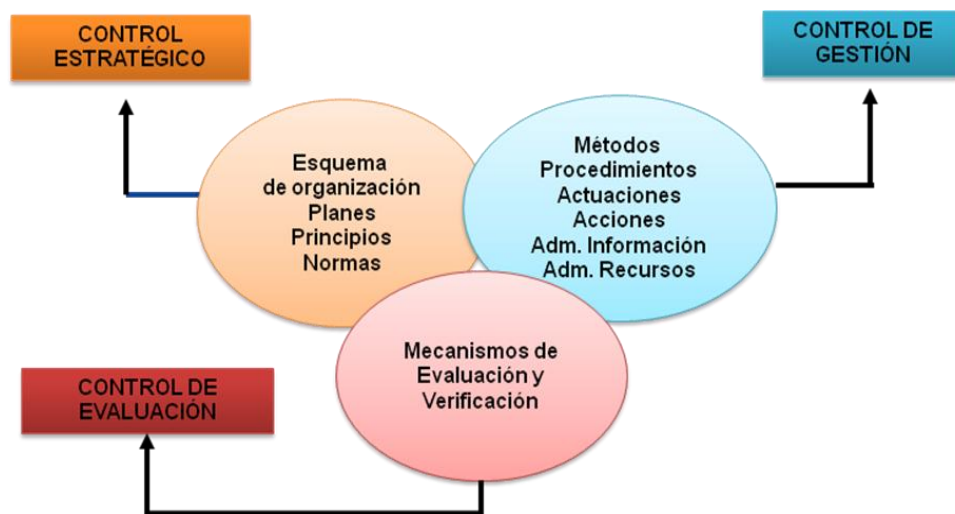 CONTROL
ESTRATÉGICO
CONTROL DE
GESTIÓN
Esquema
de organización
Planes
Principios
Normas
Métodos
Procedimientos
Actuaciones
Acciones
Adm. Información
Adm. Recursos
Mecanismos de
Evaluación y
Verificación
CONTROL DE
EVALUACIÓN